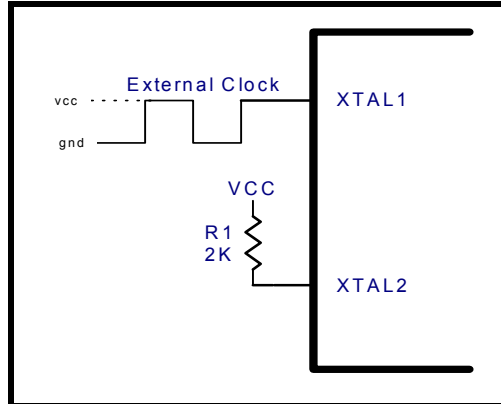 External Clock
vcc
XTAL1
gnd
VCC
R1
2K
XTAL2